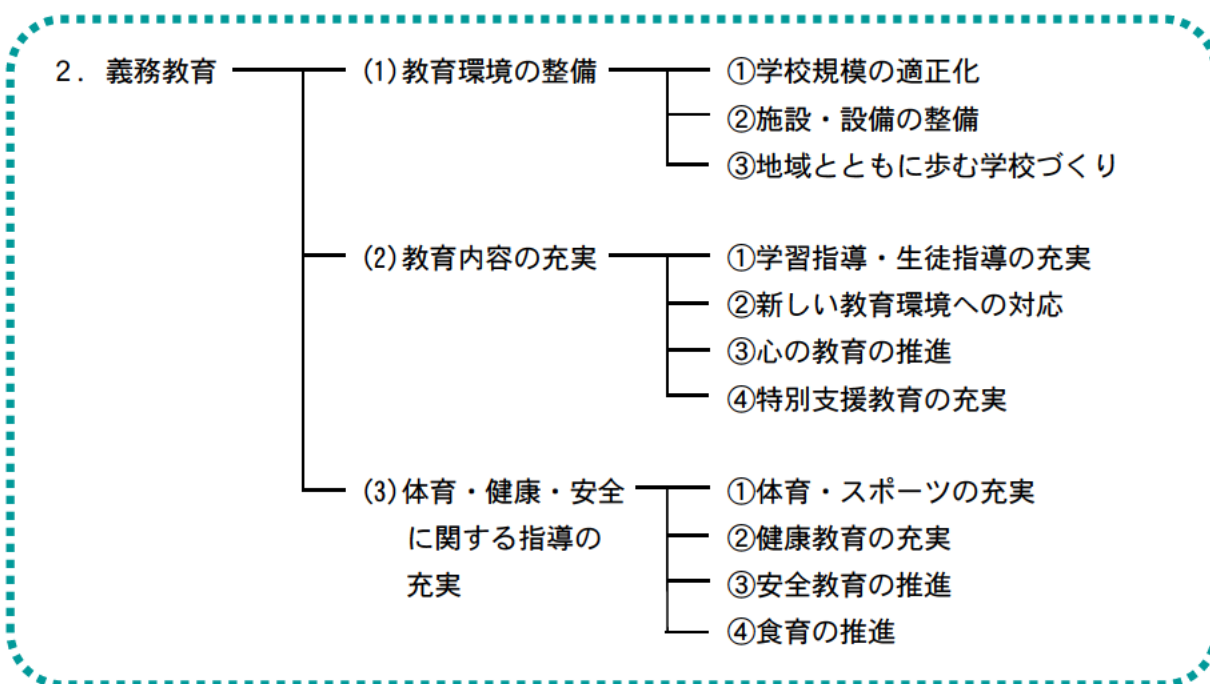 2. 義務教育 (1)教育環境の整備 ①学校規模の適正化
②施設・設備の整備
③地域とともに歩む学校づくり
(2)教育内容の充実 ①学習指導・生徒指導の充実
②新しい教育環境への対応
③心の教育の推進
④特別支援教育の充実
(3)体育・健康・安全 ①体育・スポーツの充実
に関する指導の ②健康教育の充実
充実 ③安全教育の推進
④食育の推進